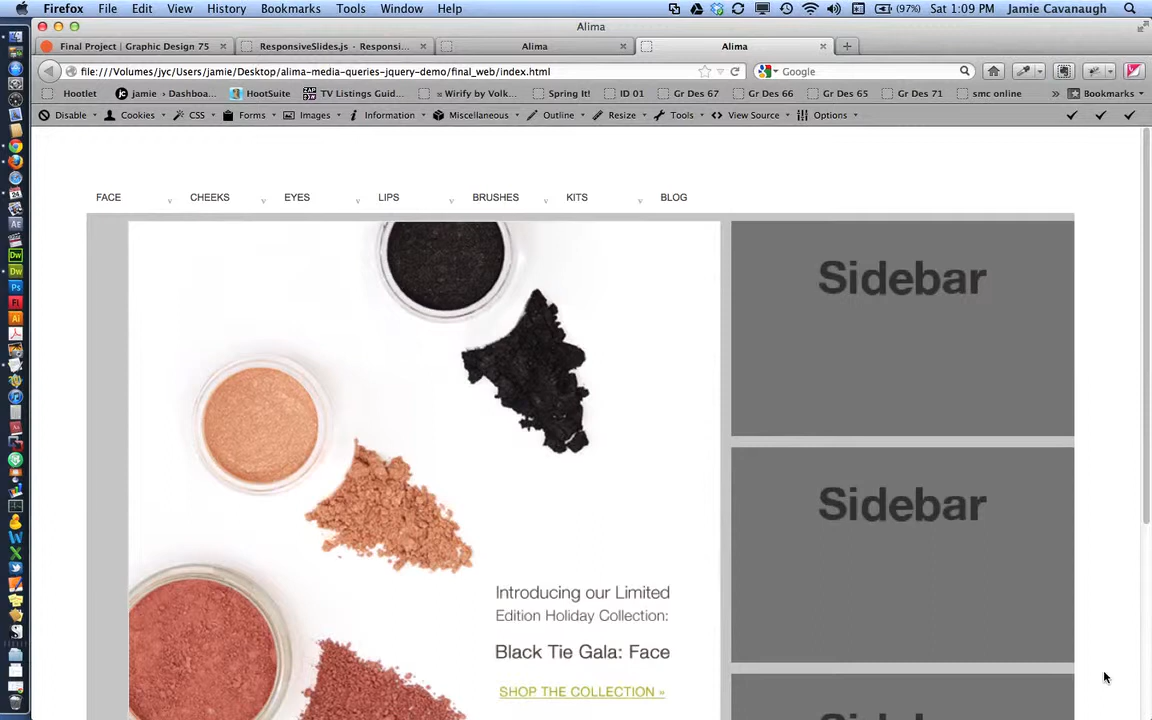 Firefox File Edit View History Bookmarks Tools Window Help (97%) Sat 1:09 PM Jamie Cavanaugh
Alima
Final Project | Graphic Design 75 ResponsiveSlides.js · Responsi... Alima Alima
file:///Volumes/jyc/Users/jamie/Desktop/alima-media-queries-jquery-demo/final_web/index.html Google
Hootlet jamie › Dashboa... HootSuite TV Listings Guid... Wirify by Volk... Spring It! ID 01 Gr Des 67 Gr Des 66 Gr Des 65 Gr Des 71 smc online » Bookmarks
Disable Cookies CSS Forms Images Information Miscellaneous Outline Resize Tools View Source Options
FACE v CHEEKS v EYES v LIPS v BRUSHES v KITS v BLOG
Sidebar
Sidebar
Introducing our Limited
Edition Holiday Collection:
Black Tie Gala: Face
SHOP THE COLLECTION »
Sidebar